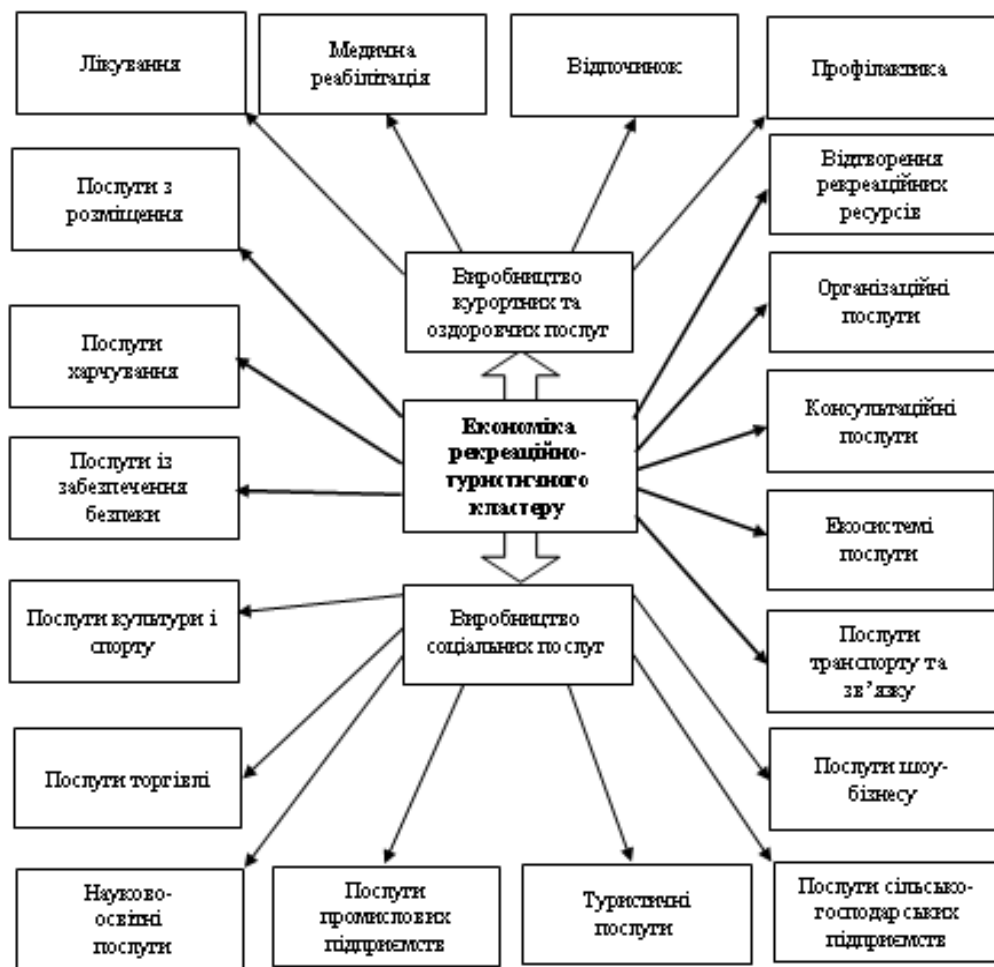 Лікування
Медична
реабілітація
Відпочинок
Профілактика
Послуги з
розміщення
Відтворення
рекреаційних
ресурсів
Виробництво
курортних та
оздоровчих послуг
Організаційні
послуги
Послуги
харчування
Економіка
рекреаційно-
туристичного
кластеру
Консультаційні
послуги
Послуги із
забезпечення
безпеки
Екосистемі
послуги
Послуги культури і
спорту
Виробництво
соціальних послуг
Послуги
транспорту та
зв’язку
Послуги торгівлі
Послуги шоу-
бізнесу
Науково-
освітні
послуги
Послуги
промислових
підприємств
Туристичні
послуги
Послуги сільсько-
господарських
підприємств